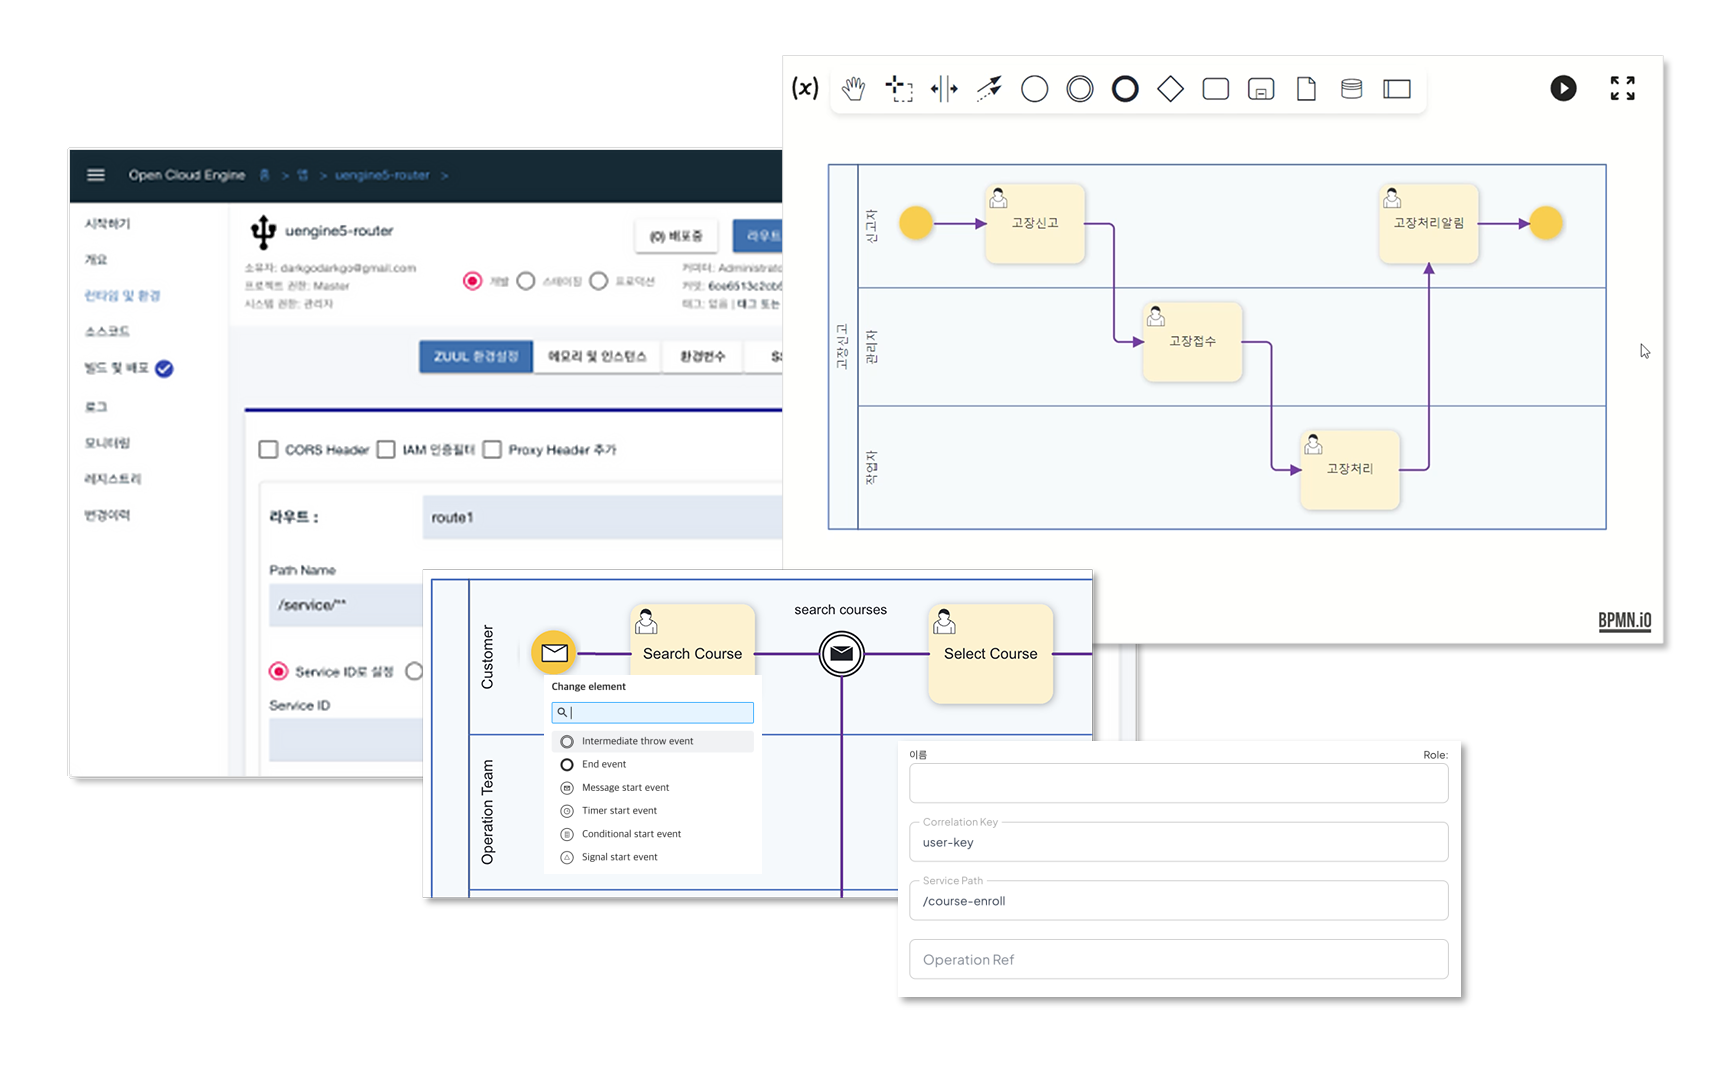 (x)
Open Cloud Engine 홈 > 앱 > uengine5-router >
시작하기
개요
런타임 및 환경
소스코드
빌드 및 배포
로그
모니터링
레지스트리
변경이력
uengine5-router
(0) 배포중
라우트
소유자: darkgodarkgo@gmail.com
프로젝트 권한: Master
시스템 권한: 관리자
개발
스테이징
프로덕션
커미터: Administrato
커밋: 6ce6513c2cb
태그: 없음 | 태그 또는
ZUUL 환경설정
메모리 및 인스턴스
환경변수
CORS Header
IAM 인증필터
Proxy Header 추가
라우트 :
route1
Path Name
/service/**
Service ID로 설정
Service ID
고장신고
신고자
관리자
작업자
고장신고
고장접수
고장처리
고장처리알림
BPMN.iO
Customer
Operation Team
Search Course
search courses
Select Course
Change element
Intermediate throw event
End event
Message start event
Timer start event
Conditional start event
Signal start event
이름
Role:
Correlation Key
user-key
Service Path
/course-enroll
Operation Ref